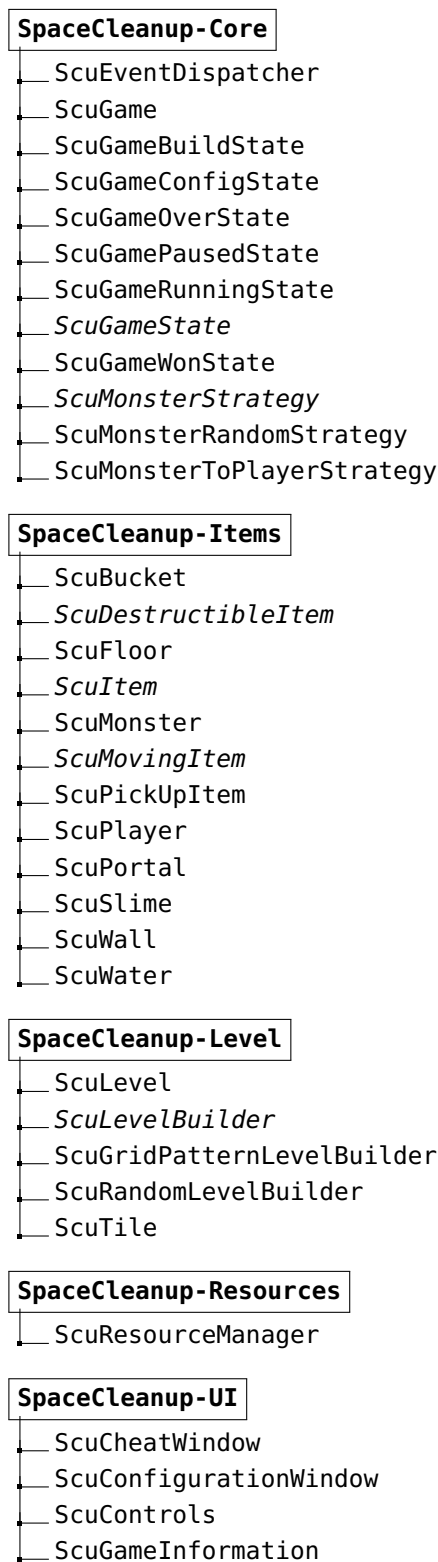 SpaceCleanup-Core
ScuEventDispatcher
ScuGame
ScuGameBuildState
ScuGameConfigState
ScuGameOverState
ScuGamePausedState
ScuGameRunningState
ScuGameState
ScuGameWonState
ScuMonsterStrategy
ScuMonsterRandomStrategy
ScuMonsterToPlayerStrategy
SpaceCleanup-Items
ScuBucket
ScuDestructibleItem
ScuFloor
ScuItem
ScuMonster
ScuMovingItem
ScuPickUpItem
ScuPlayer
ScuPortal
ScuSlime
ScuWall
ScuWater
SpaceCleanup-Level
ScuLevel
ScuLevelBuilder
ScuGridPatternLevelBuilder
ScuRandomLevelBuilder
ScuTile
SpaceCleanup-Resources
ScuResourceManager
SpaceCleanup-UI
ScuCheatWindow
ScuConfigurationWindow
ScuControls
ScuGameInformation